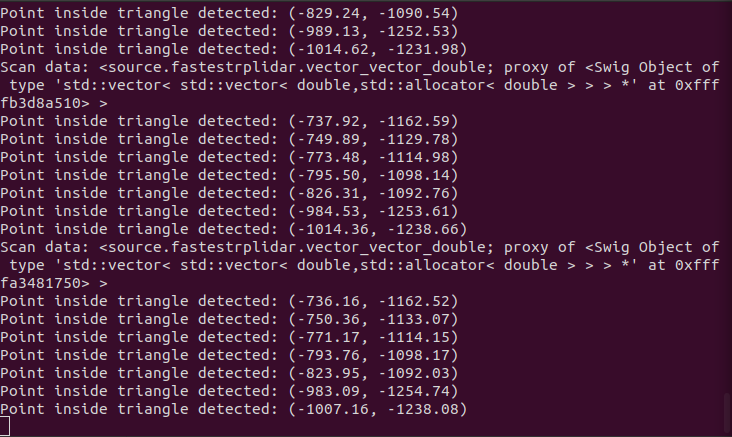 Point inside triangle detected: (-829.24, -1090.54)
Point inside triangle detected: (-989.13, -1252.53)
Point inside triangle detected: (-1014.62, -1231.98)
Scan data: <source.fastestrplidar.vector_vector_double; proxy of <Swig Object of
 type 'std::vector< std::vector< double,std::allocator< double > > > *' at 0xfff
fb3d8a510> >
Point inside triangle detected: (-737.92, -1162.59)
Point inside triangle detected: (-749.89, -1129.78)
Point inside triangle detected: (-773.48, -1114.98)
Point inside triangle detected: (-795.50, -1098.14)
Point inside triangle detected: (-826.31, -1092.76)
Point inside triangle detected: (-984.53, -1253.61)
Point inside triangle detected: (-1014.36, -1238.66)
Scan data: <source.fastestrplidar.vector_vector_double; proxy of <Swig Object of
 type 'std::vector< std::vector< double,std::allocator< double > > > *' at 0xfff
fa3481750> >
Point inside triangle detected: (-736.16, -1162.52)
Point inside triangle detected: (-750.36, -1133.07)
Point inside triangle detected: (-771.17, -1114.15)
Point inside triangle detected: (-793.76, -1098.17)
Point inside triangle detected: (-823.95, -1092.03)
Point inside triangle detected: (-983.09, -1254.74)
Point inside triangle detected: (-1007.16, -1238.08)